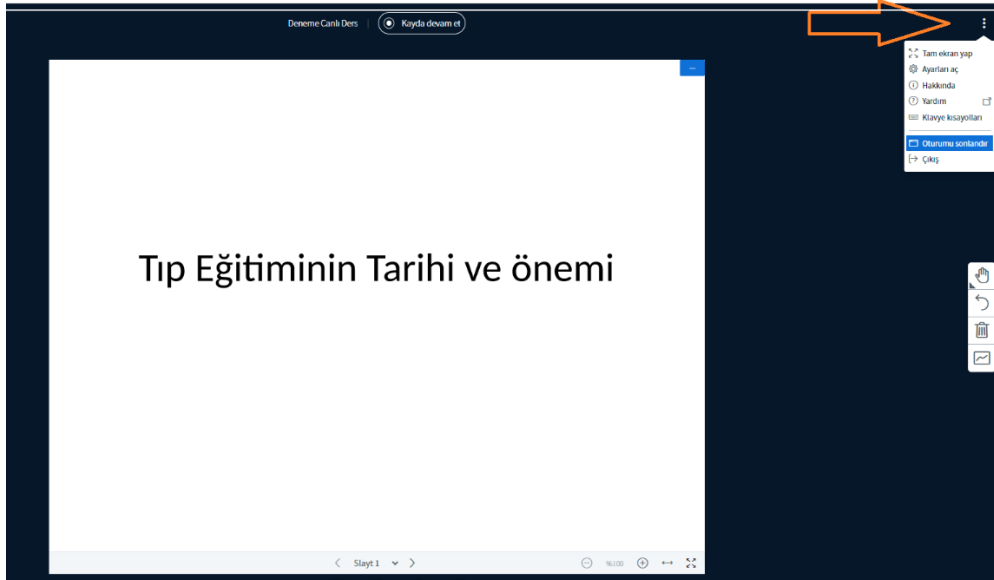 Deneme Canlı Ders
Kayda devam et
Tam ekran yap
Ayarları aç
Hakkında
Yardım
Klavye kısayolları
Oturumu sonlandır
Çıkış
Tıp Eğitiminin Tarihi ve önemi
Slayt 1
%100